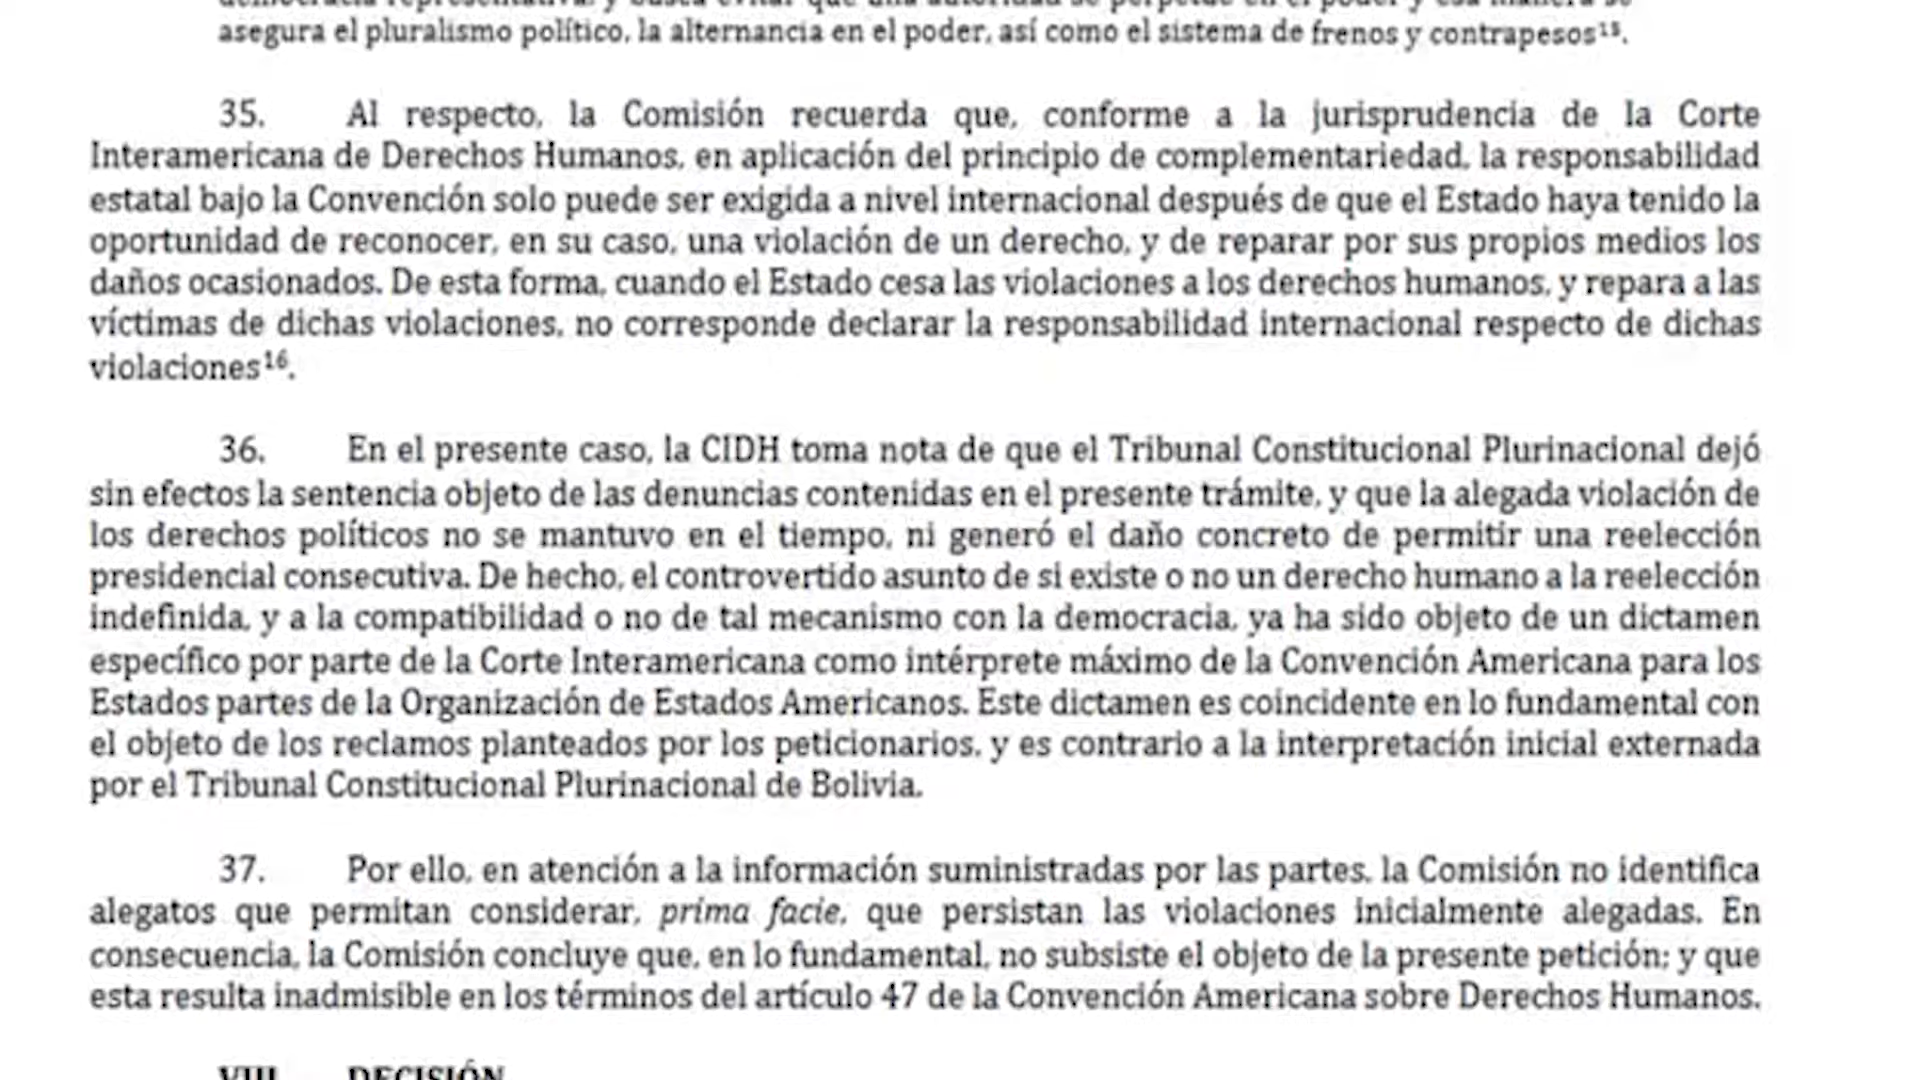 democracia representativa, y busca evitar que una autoridad se perpetúe en el poder y esa manera se
asegura el pluralismo político, la alternancia en el poder, así como el sistema de frenos y contrapesos¹⁵.
35. Al respecto, la Comisión recuerda que, conforme a la jurisprudencia de la Corte
Interamericana de Derechos Humanos, en aplicación del principio de complementariedad, la responsabilidad
estatal bajo la Convención solo puede ser exigida a nivel internacional después de que el Estado haya tenido la
oportunidad de reconocer, en su caso, una violación de un derecho, y de reparar por sus propios medios los
daños ocasionados. De esta forma, cuando el Estado cesa las violaciones a los derechos humanos, y repara a las
víctimas de dichas violaciones, no corresponde declarar la responsabilidad internacional respecto de dichas
violaciones¹⁶.
36. En el presente caso, la CIDH toma nota de que el Tribunal Constitucional Plurinacional dejó
sin efectos la sentencia objeto de las denuncias contenidas en el presente trámite, y que la alegada violación de
los derechos políticos no se mantuvo en el tiempo, ni generó el daño concreto de permitir una reelección
presidencial consecutiva. De hecho, el controvertido asunto de si existe o no un derecho humano a la reelección
indefinida, y a la compatibilidad o no de tal mecanismo con la democracia, ya ha sido objeto de un dictamen
específico por parte de la Corte Interamericana como intérprete máximo de la Convención Americana para los
Estados partes de la Organización de Estados Americanos. Este dictamen es coincidente en lo fundamental con
el objeto de los reclamos planteados por los peticionarios, y es contrario a la interpretación inicial externada
por el Tribunal Constitucional Plurinacional de Bolivia.
37. Por ello, en atención a la información suministradas por las partes, la Comisión no identifica
alegatos que permitan considerar, prima facie, que persistan las violaciones inicialmente alegadas. En
consecuencia, la Comisión concluye que, en lo fundamental, no subsiste el objeto de la presente petición; y que
esta resulta inadmisible en los términos del artículo 47 de la Convención Americana sobre Derechos Humanos.
VIII. DECISIÓN